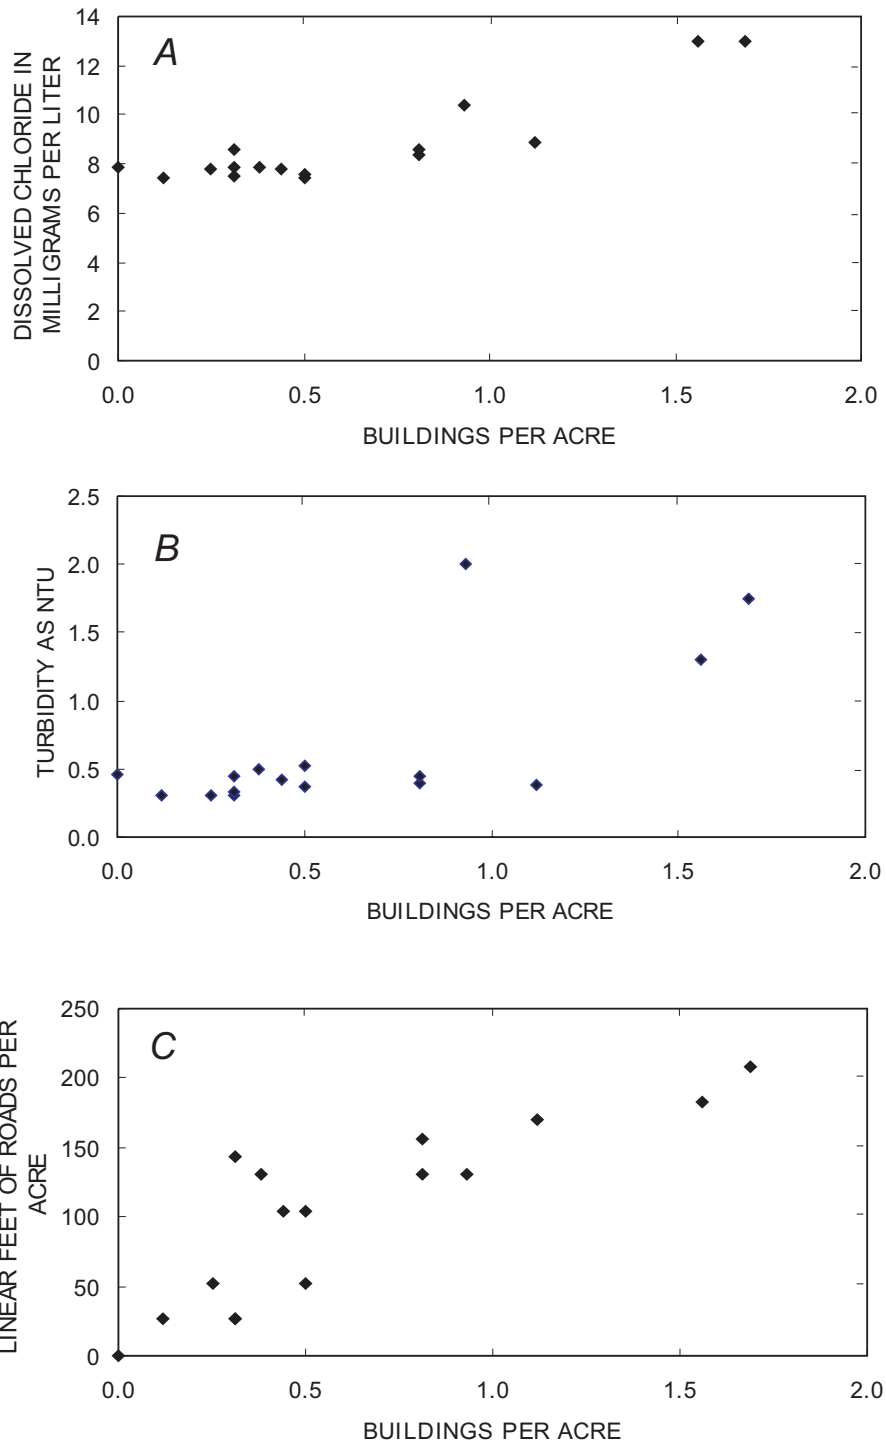 A
DISSOLVED CHLORIDE IN
MILLIGRAMS PER LITER
14
12
10
8
6
4
2
0
0.0 0.5 1.0 1.5 2.0
BUILDINGS PER ACRE
B
TURBIDITY AS NTU
2.5
2.0
1.5
1.0
0.5
0.0
0.0 0.5 1.0 1.5 2.0
BUILDINGS PER ACRE
C
LINEAR FEET OF ROADS PER
ACRE
250
200
150
100
50
0
0.0 0.5 1.0 1.5 2.0
BUILDINGS PER ACRE